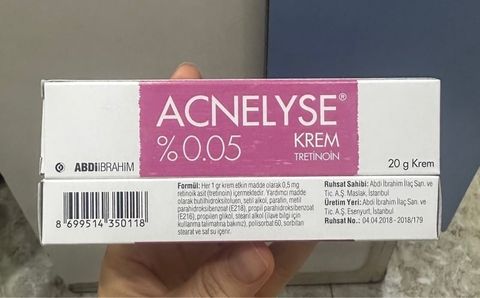 ACNELYSE®
% 0.05
KREM
TRETINOIN
ABDİİBRAHİM
20 g Krem
8 699514 350118
Formül: Her 1 gr krem etkin madde olarak 0,5 mg
retinoik asit (tretinoin) içermektedir. Yardımcı madde
olarak butilhidroksitoluen, setil alkol, parafin, metil
parahidroksibenzoat (E218), propil parahidroksibenzoat
(E216), propilen glikol, stearil alkol (ilave bilgi için
kullanma talimatına bakınız), polisorbat 60, sorbitan
stearat ve saf su içerir.
Ruhsat Sahibi: Abdi İbrahim İlaç San. ve
Tic. A.Ş. Maslak, İstanbul
Üretim Yeri: Abdi İbrahim İlaç San. ve
Tic. A.Ş. Esenyurt, İstanbul
Ruhsat No.: 04.04.2018 - 2018/179